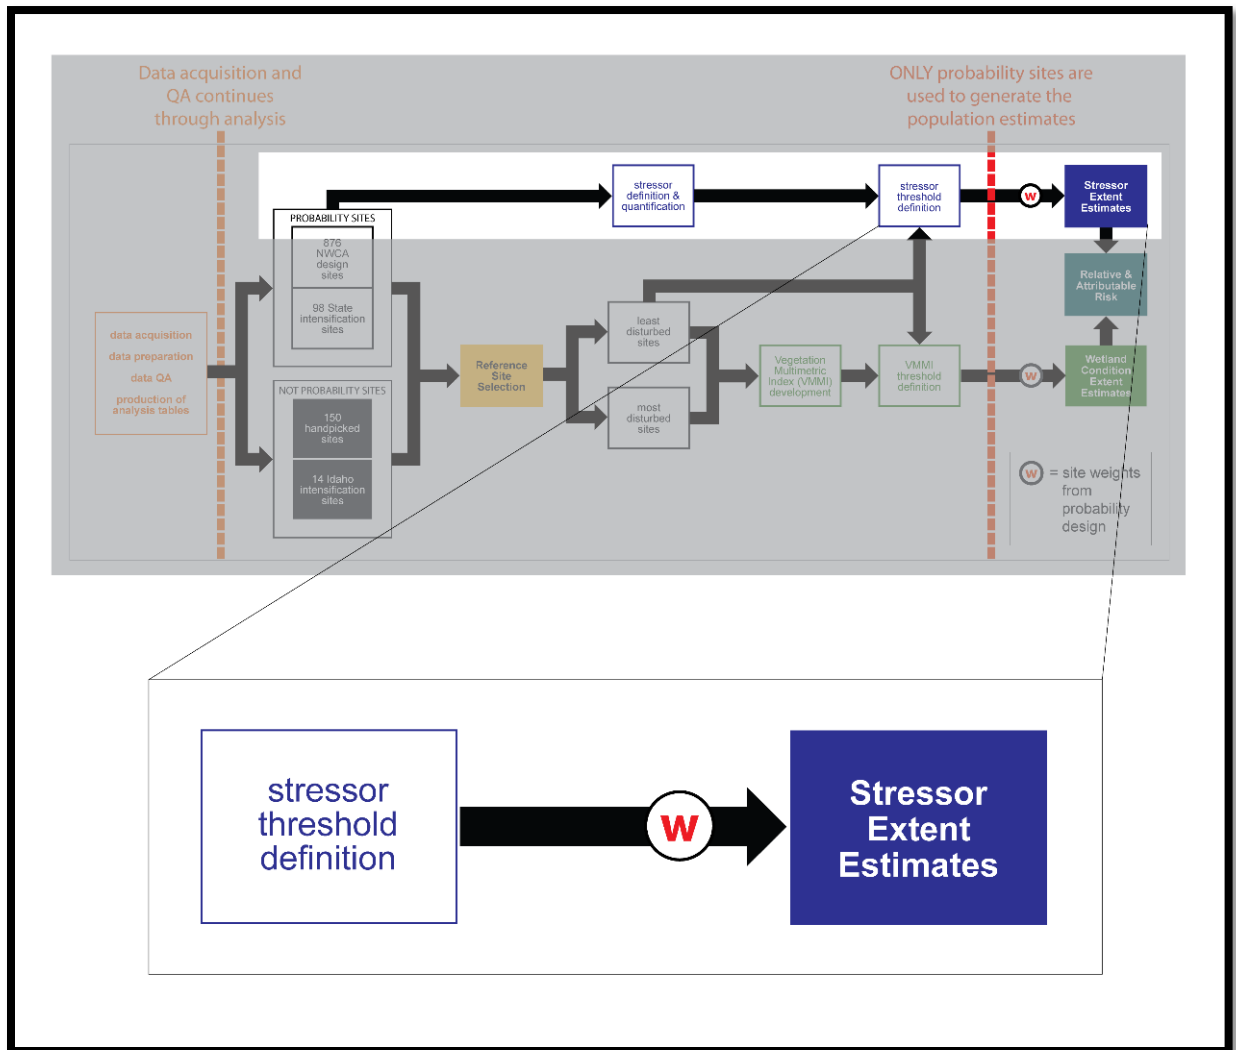 Data acquisition and
QA continues
through analysis
ONLY probability sites are
used to generate the
population estimates
stressor
definition &
quantification
stressor
threshold
definition
w
Stressor
Extent
Estimates
PROBABILITY SITES
876
NWCA
design
sites
98 State
intensification
sites
Relative &
Attributable
Risk
data acquisition
data preparation
data QA
production of
analysis tables
least
disturbed
sites
Reference
Site
Selection
Vegetation
Multimetric
Index (VMMI)
development
VMMI
threshold
definition
w
Wetland
Condition
Extent
Estimates
NOT PROBABILITY SITES
150
handpicked
sites
14 Idaho
intensification
sites
most
disturbed
sites
w = site weights
from
probability
design
stressor
threshold
definition
w
Stressor
Extent
Estimates